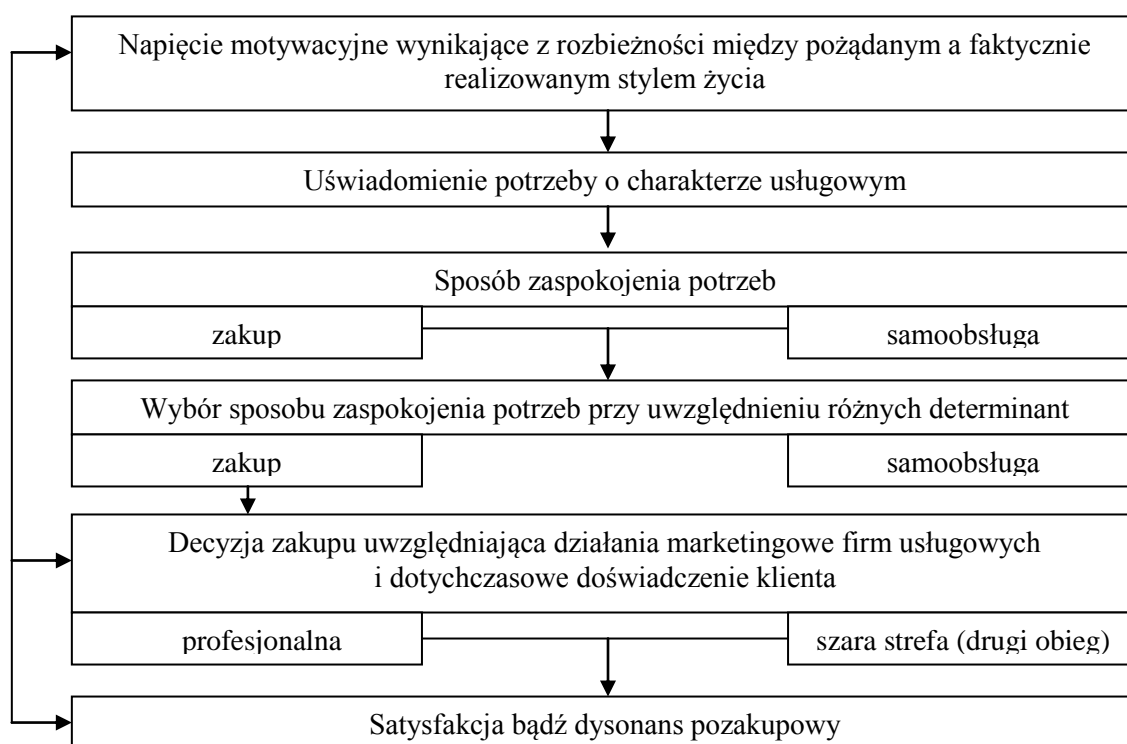 Napięcie motywacyjne wynikające z rozbieżności między pożądanym a faktycznie
realizowanym stylem życia
Uświadomienie potrzeby o charakterze usługowym
Sposób zaspokojenia potrzeb
zakup
samoobsługa
Wybór sposobu zaspokojenia potrzeb przy uwzględnieniu różnych determinant
zakup
samoobsługa
Decyzja zakupu uwzględniająca działania marketingowe firm usługowych
i dotychczasowe doświadczenie klienta
profesjonalna
szara strefa (drugi obieg)
Satysfakcja bądź dysonans pozakupowy